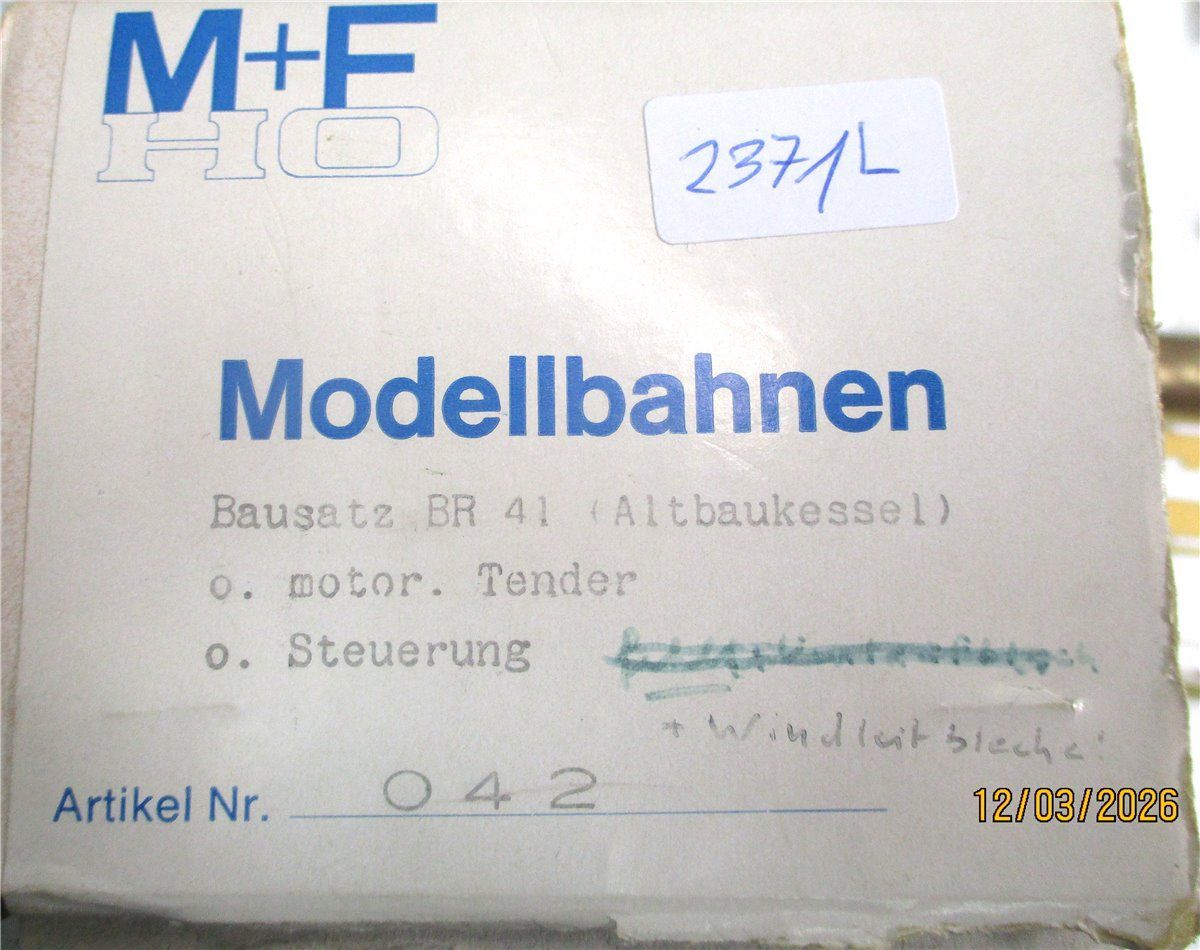 M+F
HO
2371L
Modellbahnen
Bausatz BR 41 (Altbaukessel)
o. motor. Tender
o. Steuerung
+ Windleitbleche!
Artikel Nr. 042
12/03/2026